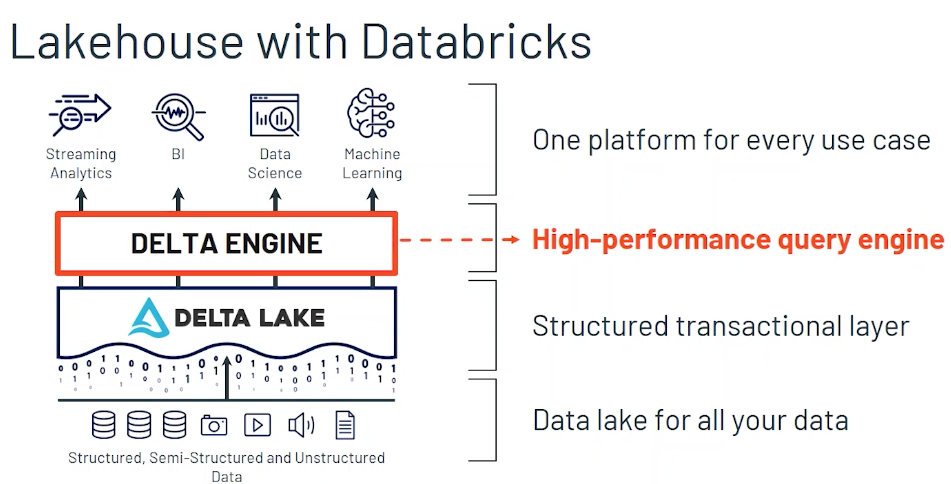 Lakehouse with Databricks
Streaming
Analytics
BI
Data
Science
Machine
Learning
One platform for every use case
DELTA ENGINE
High-performance query engine
DELTA LAKE
Structured transactional layer
Data lake for all your data
Structured, Semi-Structured and Unstructured
Data